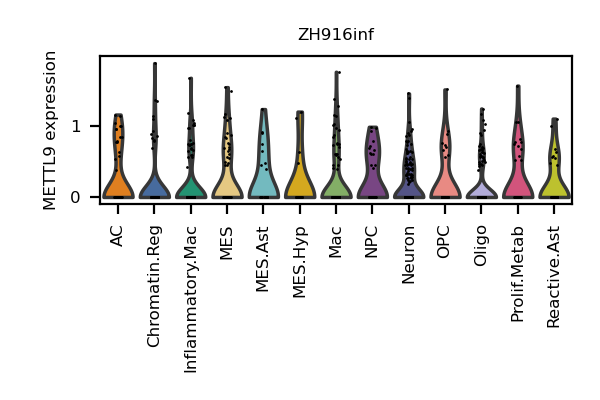 ZH916inf
METTL9 expression
1
0
AC
Chromatin.Reg
Inflammatory.Mac
MES
MES.Ast
MES.Hyp
Mac
NPC
Neuron
OPC
Oligo
Prolif.Metab
Reactive.Ast